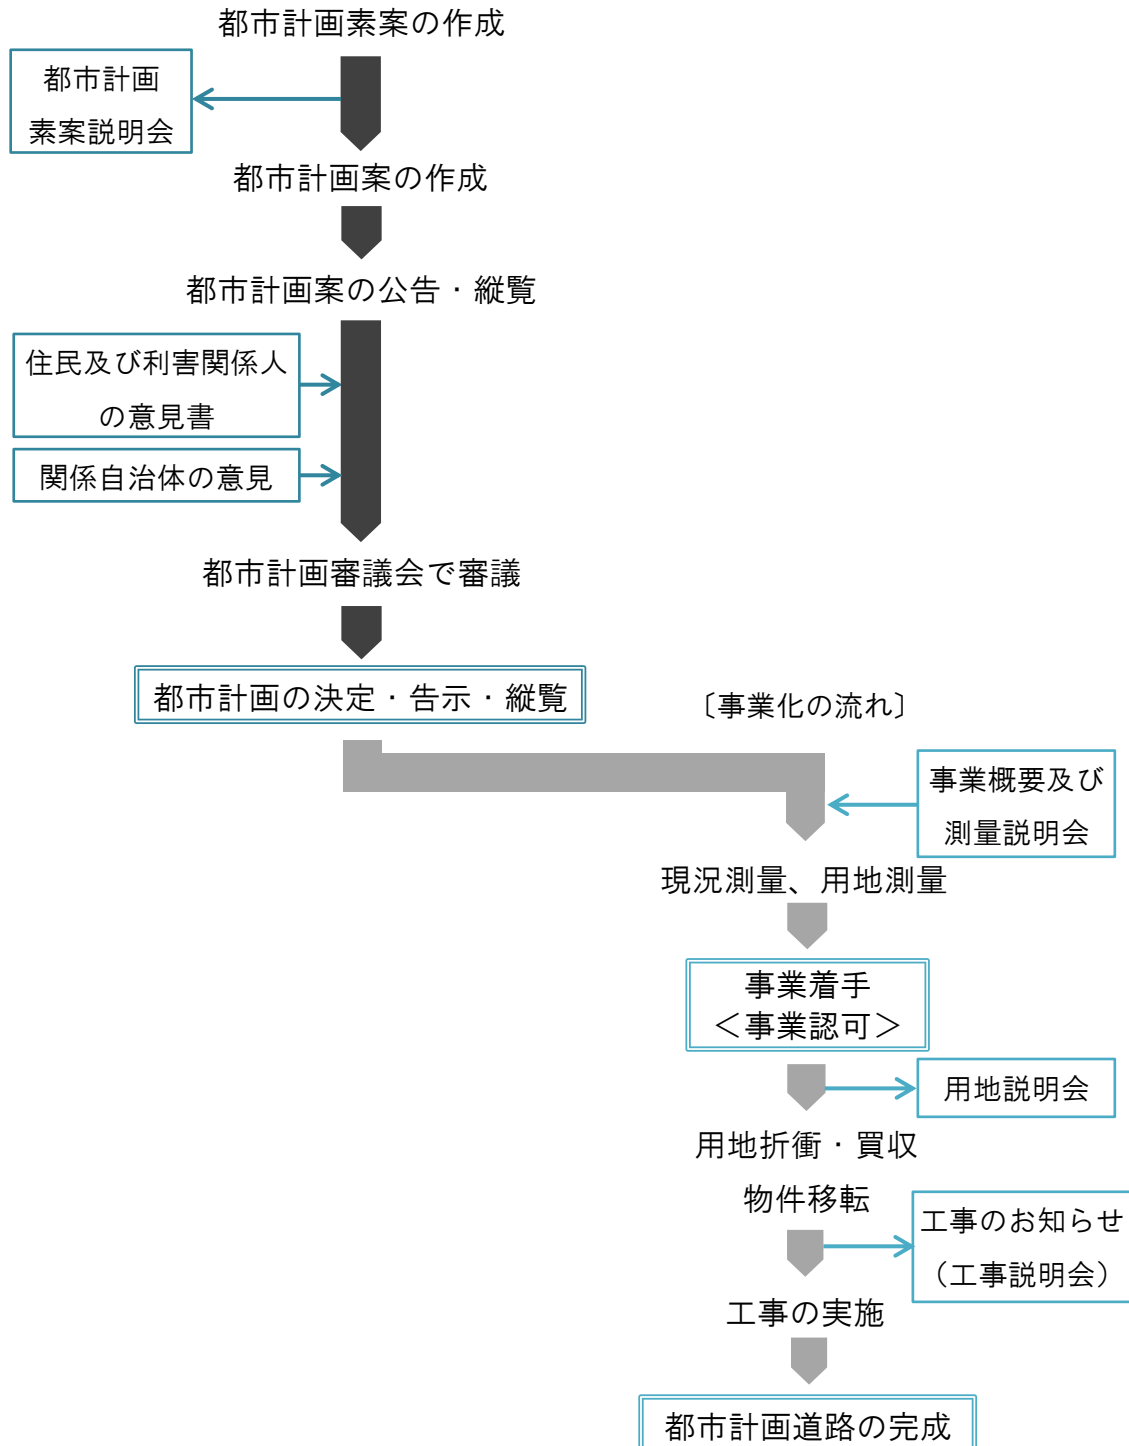 都市計画素案の作成
都市計画
素案説明会
都市計画案の作成
都市計画案の公告・縦覧
住民及び利害関係人
の意見書
関係自治体の意見
都市計画審議会で審議
都市計画の決定・告示・縦覧
〔事業化の流れ〕
事業概要及び
測量説明会
現況測量、用地測量
事業着手
＜事業認可＞
用地説明会
用地折衝・買収
物件移転
工事のお知らせ
（工事説明会）
工事の実施
都市計画道路の完成